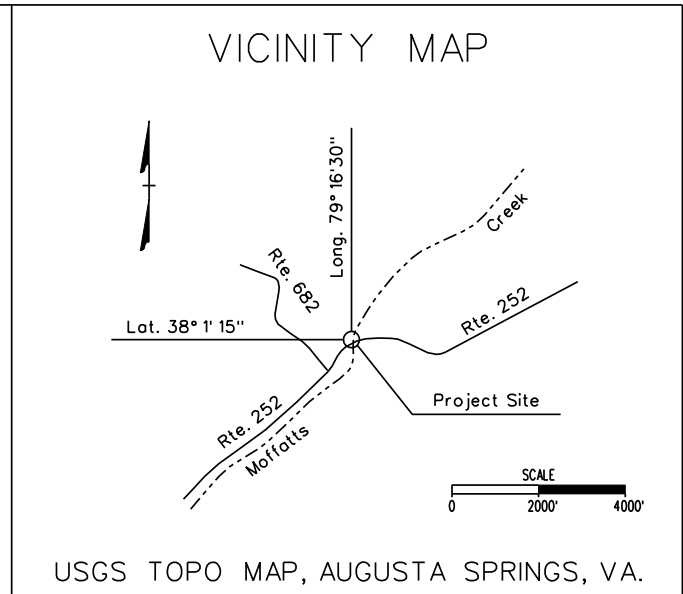 VICINITY MAP
Long. 79° 16'30"
Creek
Rte. 682
Rte. 252
Lat. 38° 1' 15"
Project Site
Rte. 252
Moffatts
SCALE
0 2000' 4000'
USGS TOPO MAP, AUGUSTA SPRINGS, VA.